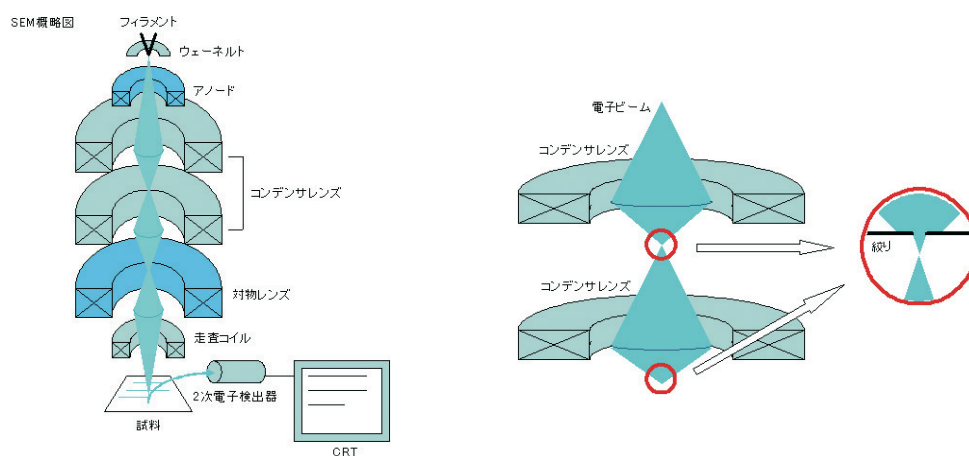 SEM概略図
フィラメント
ウェーネルト
アノード
コンデンサレンズ
対物レンズ
走査コイル
2次電子検出器
試料
CRT
電子ビーム
コンデンサレンズ
絞り
コンデンサレンズ